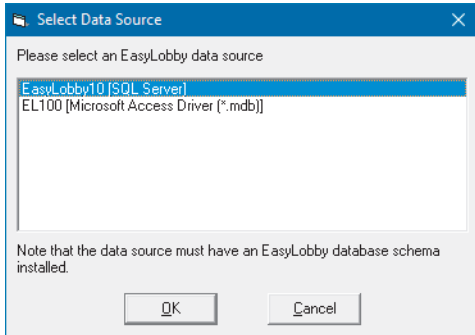 Select Data Source
Please select an EasyLobby data source
EasyLobby10 [SQL Server]
EL100 [Microsoft Access Driver (*.mdb)]
Note that the data source must have an EasyLobby database schema
installed.
OK Cancel